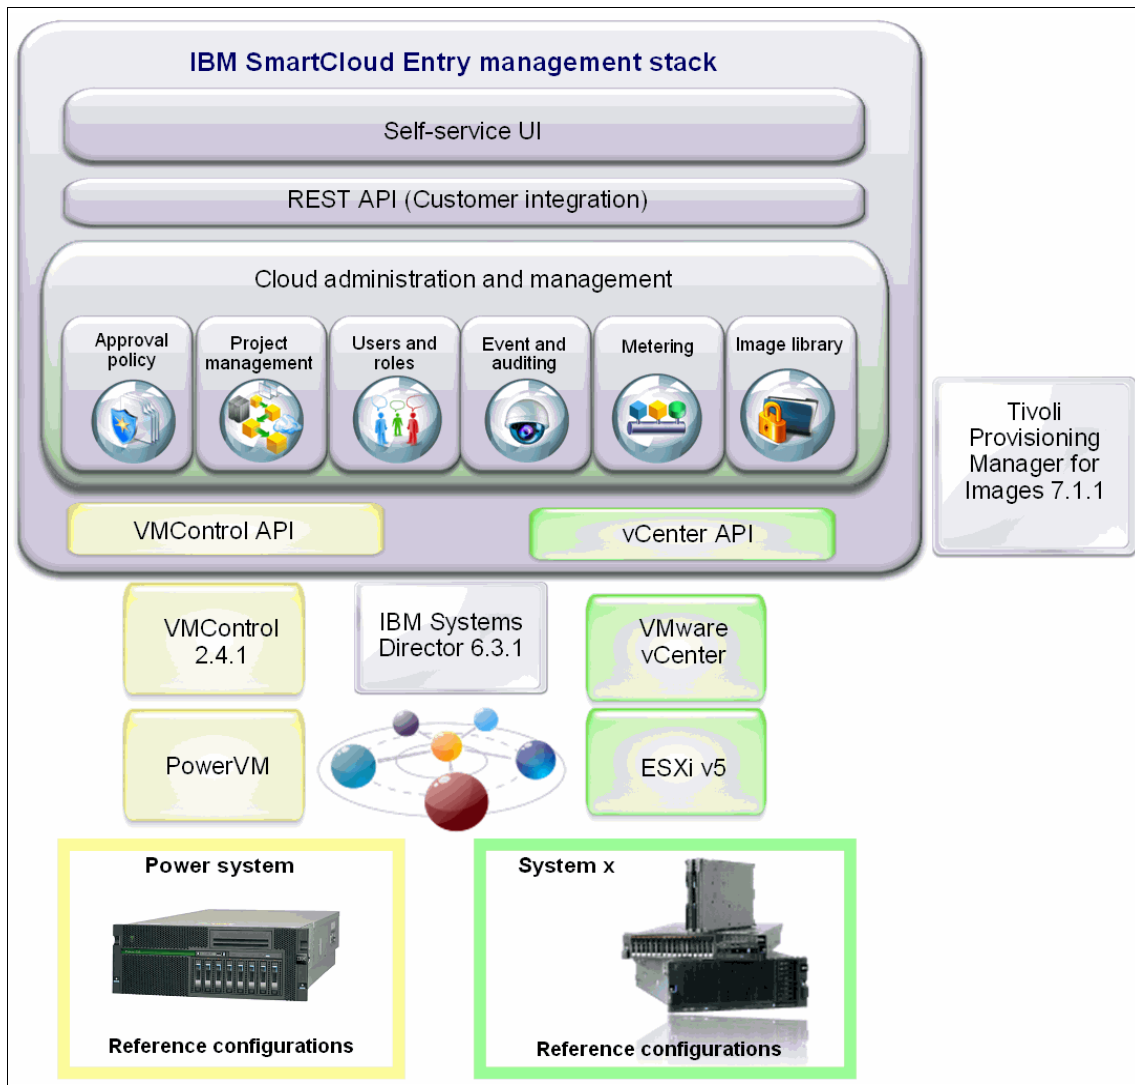 IBM SmartCloud Entry management stack
Self-service UI
REST API (Customer integration)
Cloud administration and management
Approval
policy
Project
management
Users and
roles
Event and
auditing
Metering
Image library
Tivoli
Provisioning
Manager for
Images 7.1.1
VMControl API
vCenter API
VMControl
2.4.1
IBM Systems
Director 6.3.1
VMware
vCenter
PowerVM
ESXi v5
Power system
Reference configurations
System x
Reference configurations